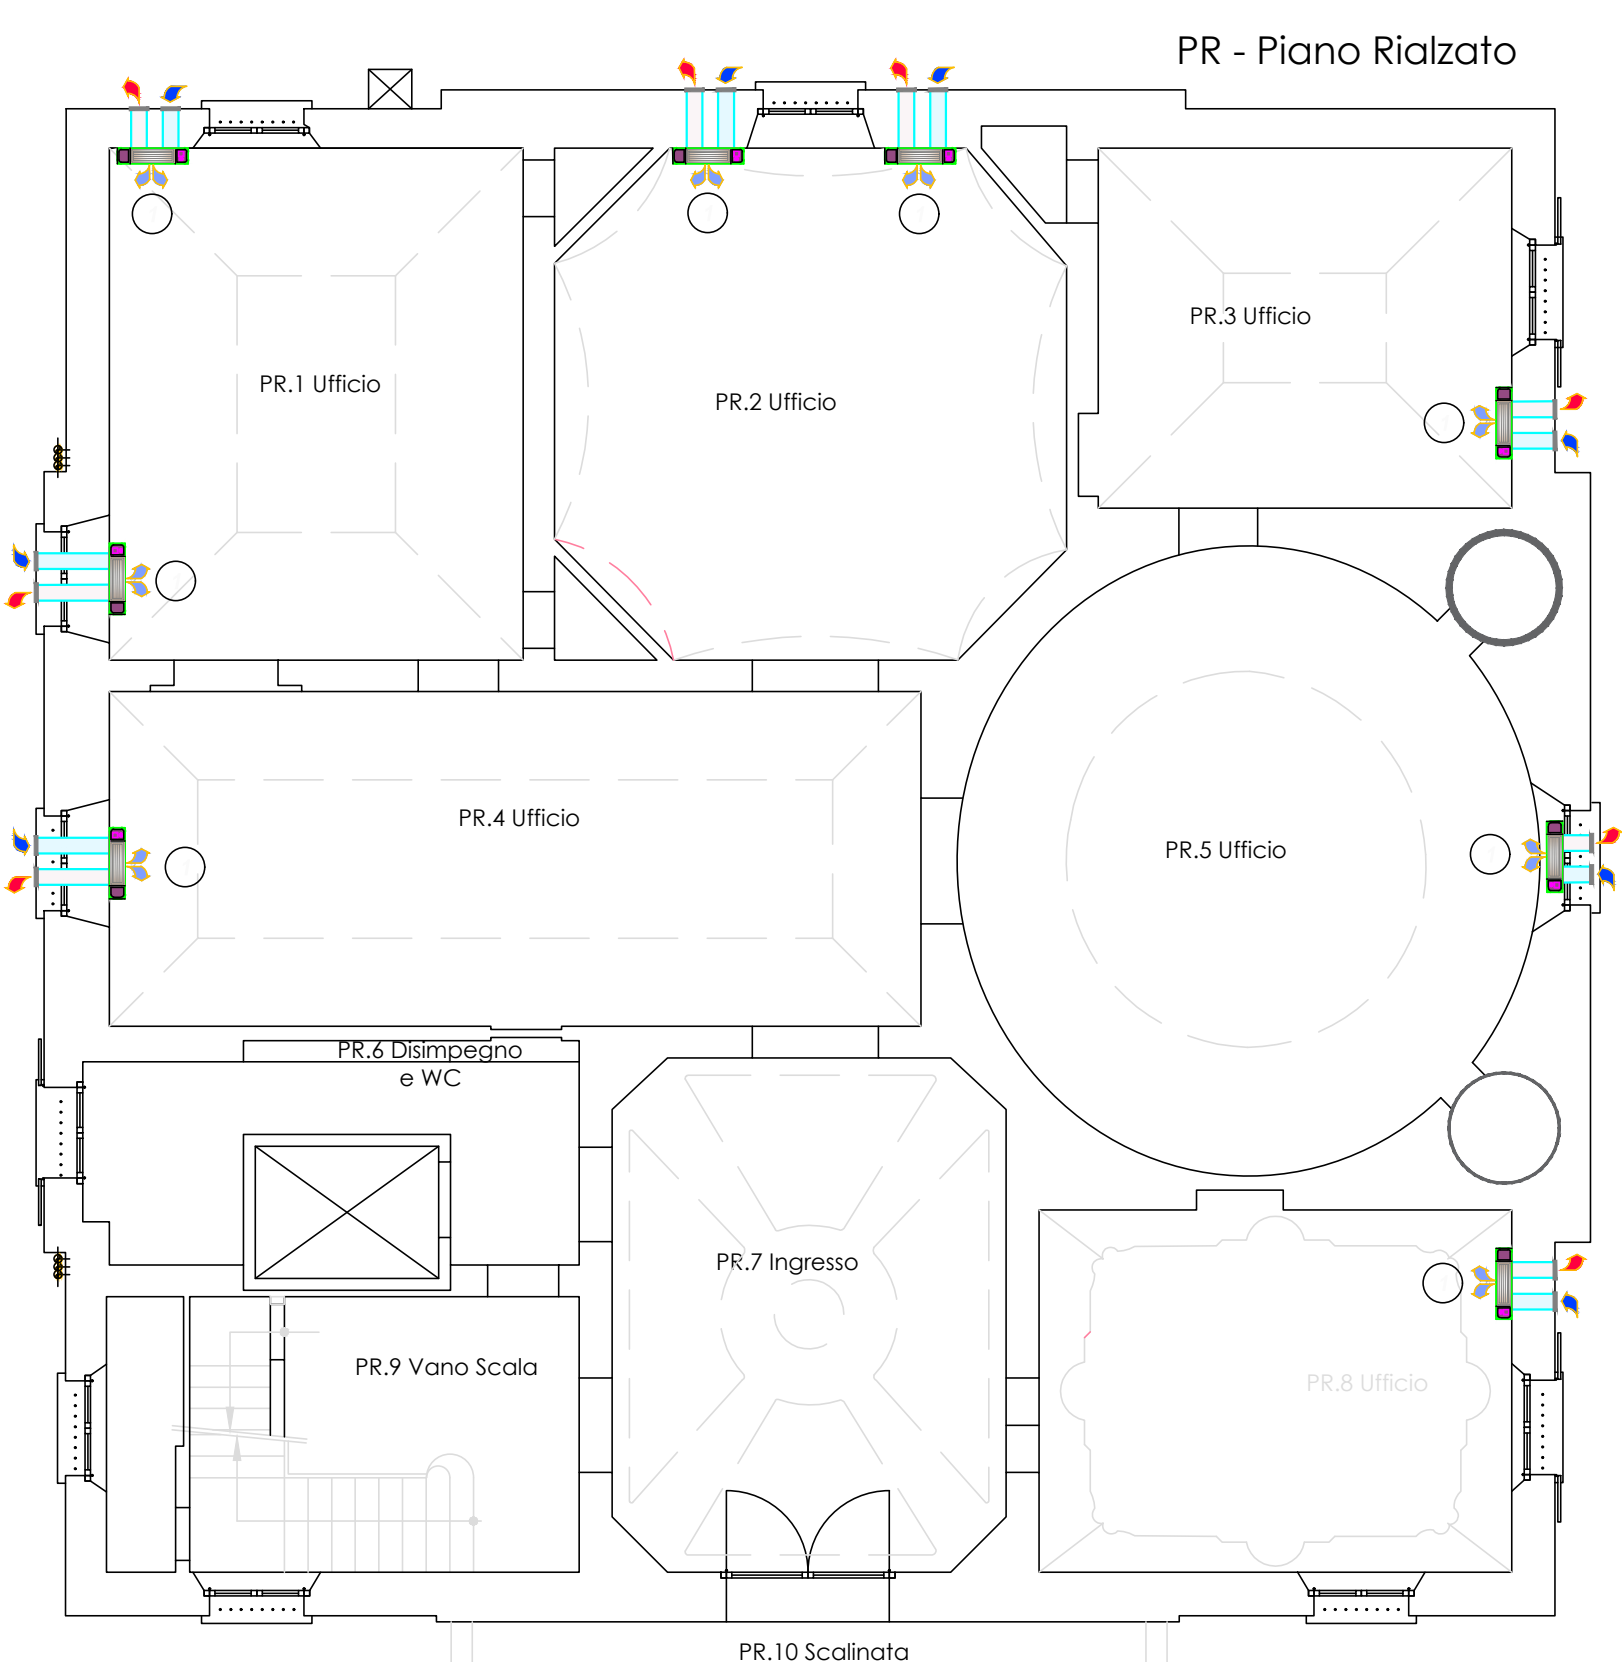 PR - Piano Rialzato
PR.3 Ufficio
PR.1 Ufficio
PR.2 Ufficio
PR.4 Ufficio
PR.5 Ufficio
PR.6 Disimpegno
e WC
PR.7 Ingresso
PR.9 Vano Scala
PR.8 Ufficio
PR.10 Scalinata